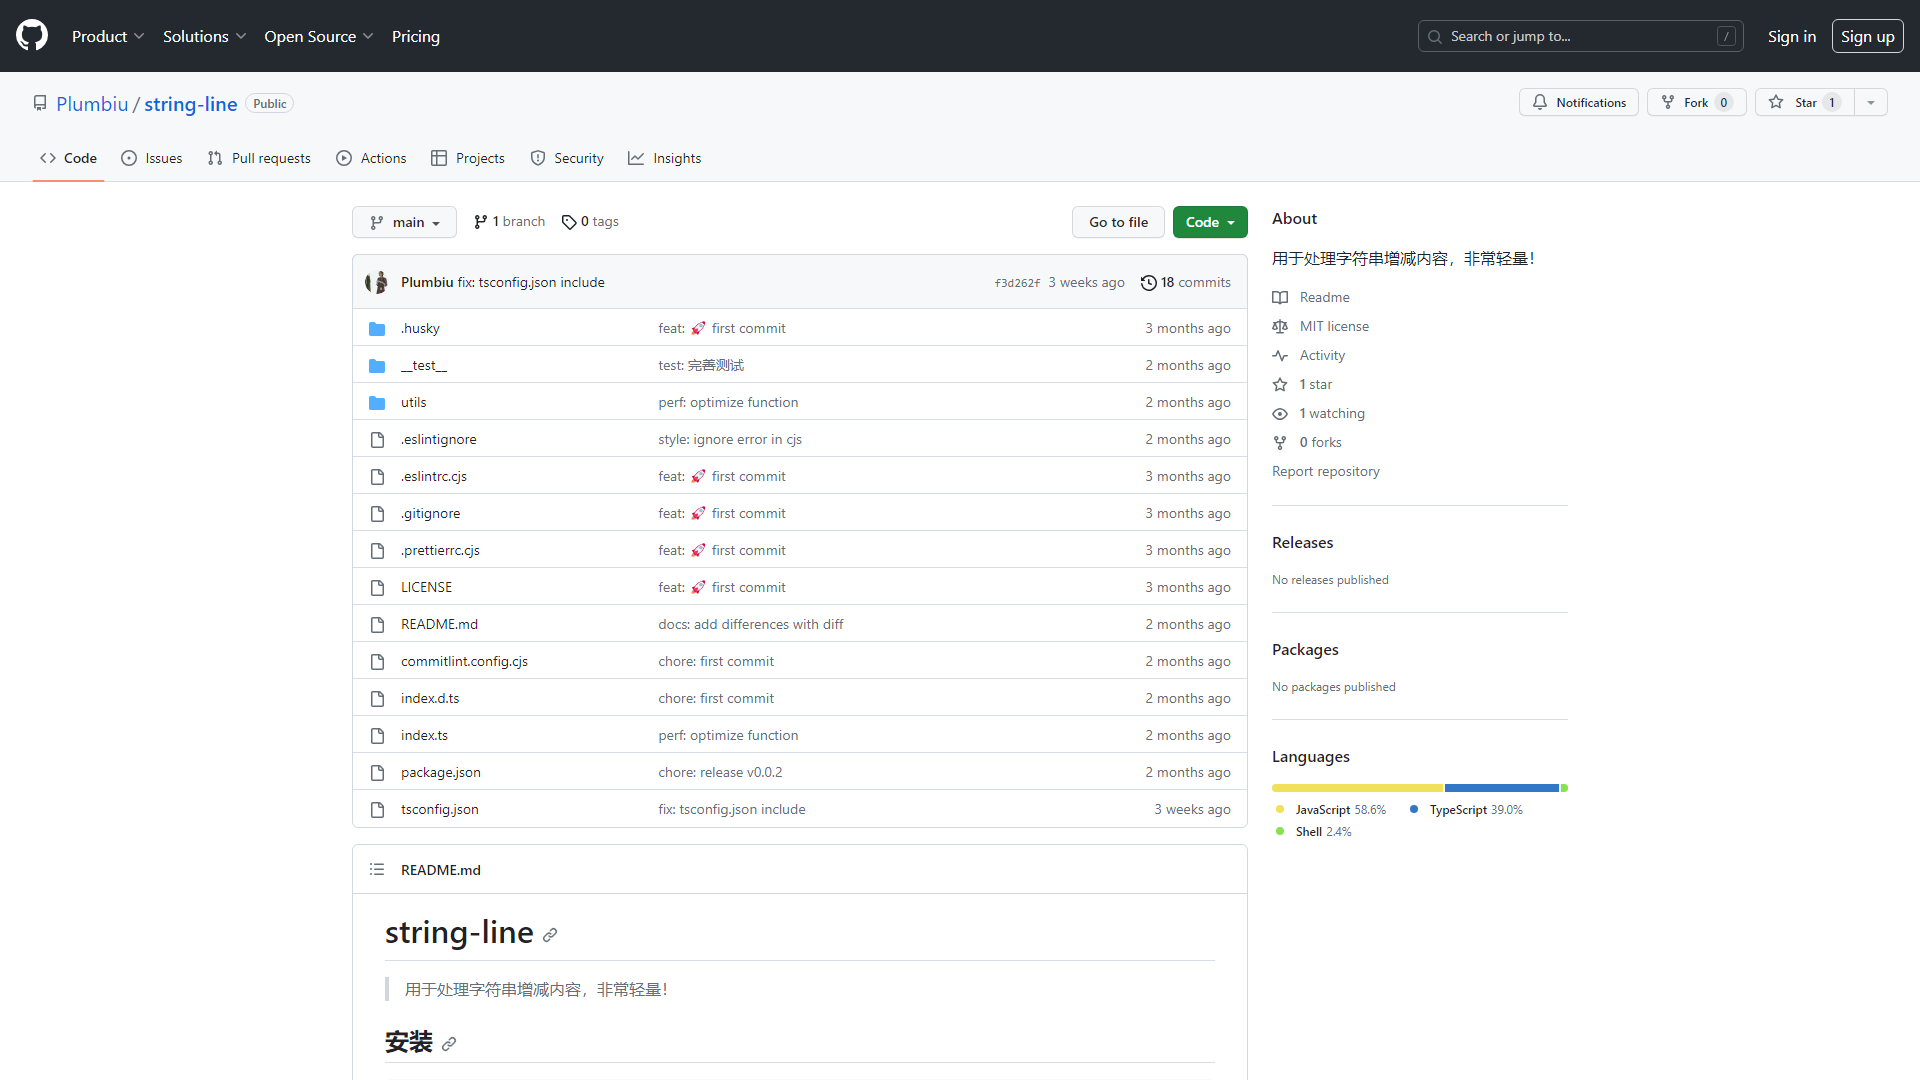 Product Solutions Open Source Pricing Search or jump to... / Sign in Sign up
Plumbiu / string-line Public Notifications Fork 0 Star 1
Code Issues Pull requests Actions Projects Security Insights
main 1 branch 0 tags Go to file Code
Plumbiu fix: tsconfig.json include f3d262f 3 weeks ago 18 commits
.husky feat: 🚀 first commit 3 months ago
__test__ test: 完善测试 2 months ago
utils perf: optimize function 2 months ago
.eslintignore style: ignore error in cjs 2 months ago
.eslintrc.cjs feat: 🚀 first commit 3 months ago
.gitignore feat: 🚀 first commit 3 months ago
.prettierrc.cjs feat: 🚀 first commit 3 months ago
LICENSE feat: 🚀 first commit 3 months ago
README.md docs: add differences with diff 2 months ago
commitlint.config.cjs chore: first commit 2 months ago
index.d.ts chore: first commit 2 months ago
index.ts perf: optimize function 2 months ago
package.json chore: release v0.0.2 2 months ago
tsconfig.json fix: tsconfig.json include 3 weeks ago
README.md
string-line
用于处理字符串增减内容，非常轻量！
安装
About
用于处理字符串增减内容，非常轻量！
Readme
MIT license
Activity
1 star
1 watching
0 forks
Report repository
Releases
No releases published
Packages
No packages published
Languages
JavaScript 58.6% TypeScript 39.0%
Shell 2.4%